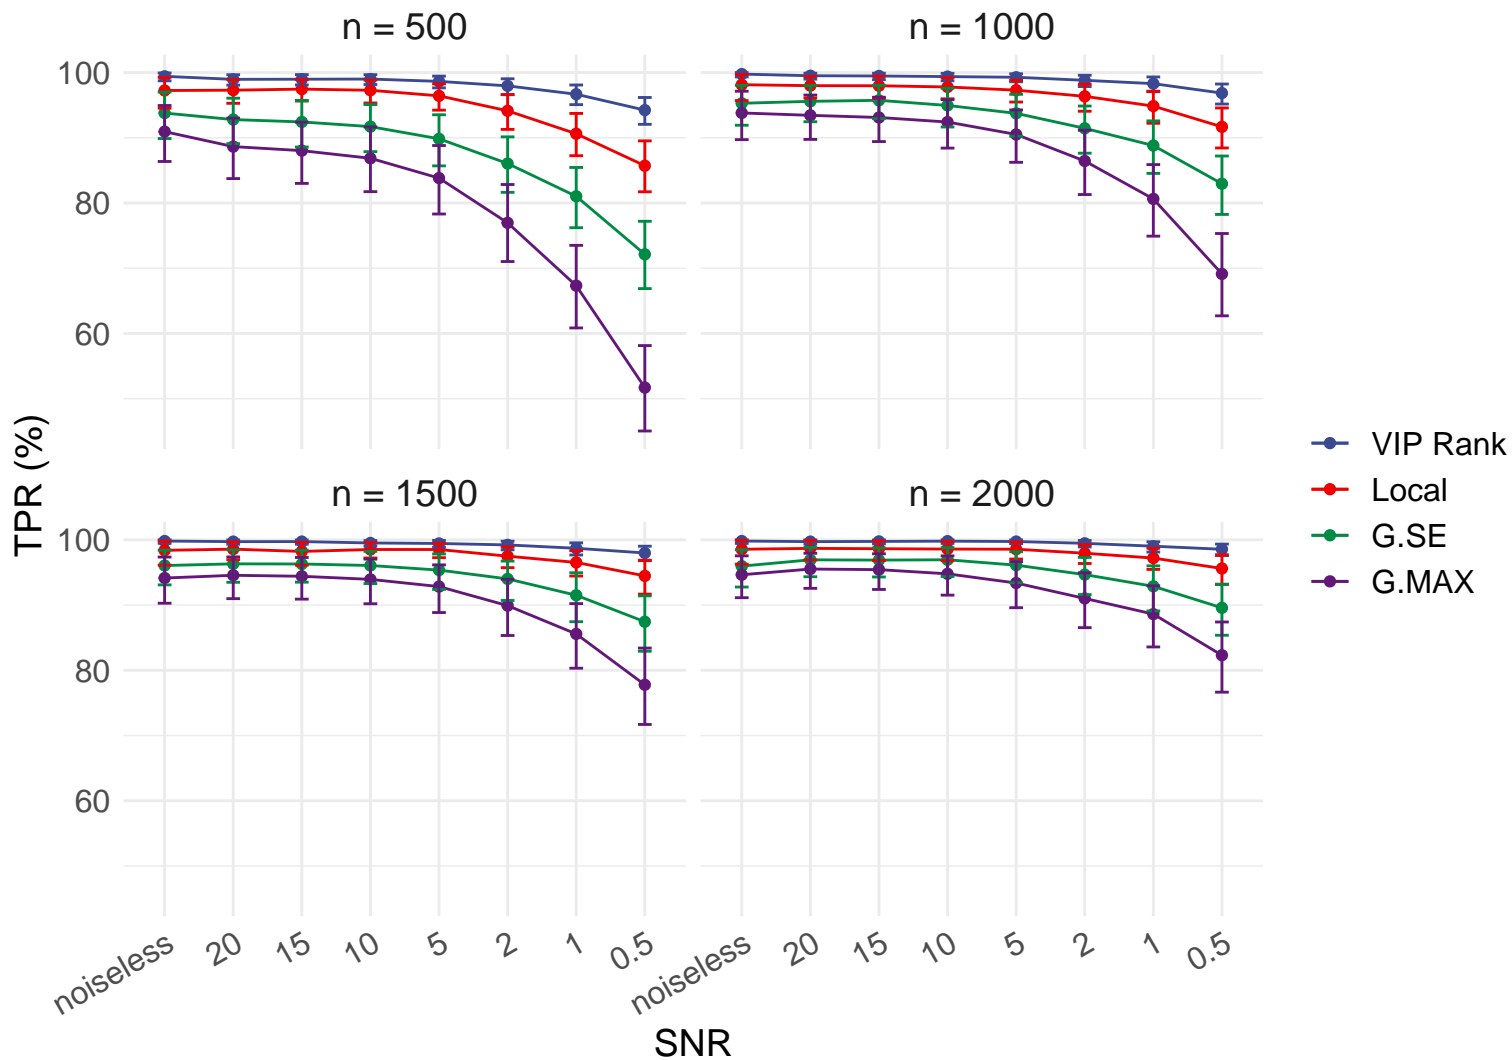 n = 500
n = 1000
100
80
60
TPR (%)
n = 1500
n = 2000
100
80
60
noiseless 20 15 10 5 2 1 0.5
noiseless 20 15 10 5 2 1 0.5
SNR
VIP Rank
Local
G.SE
G.MAX